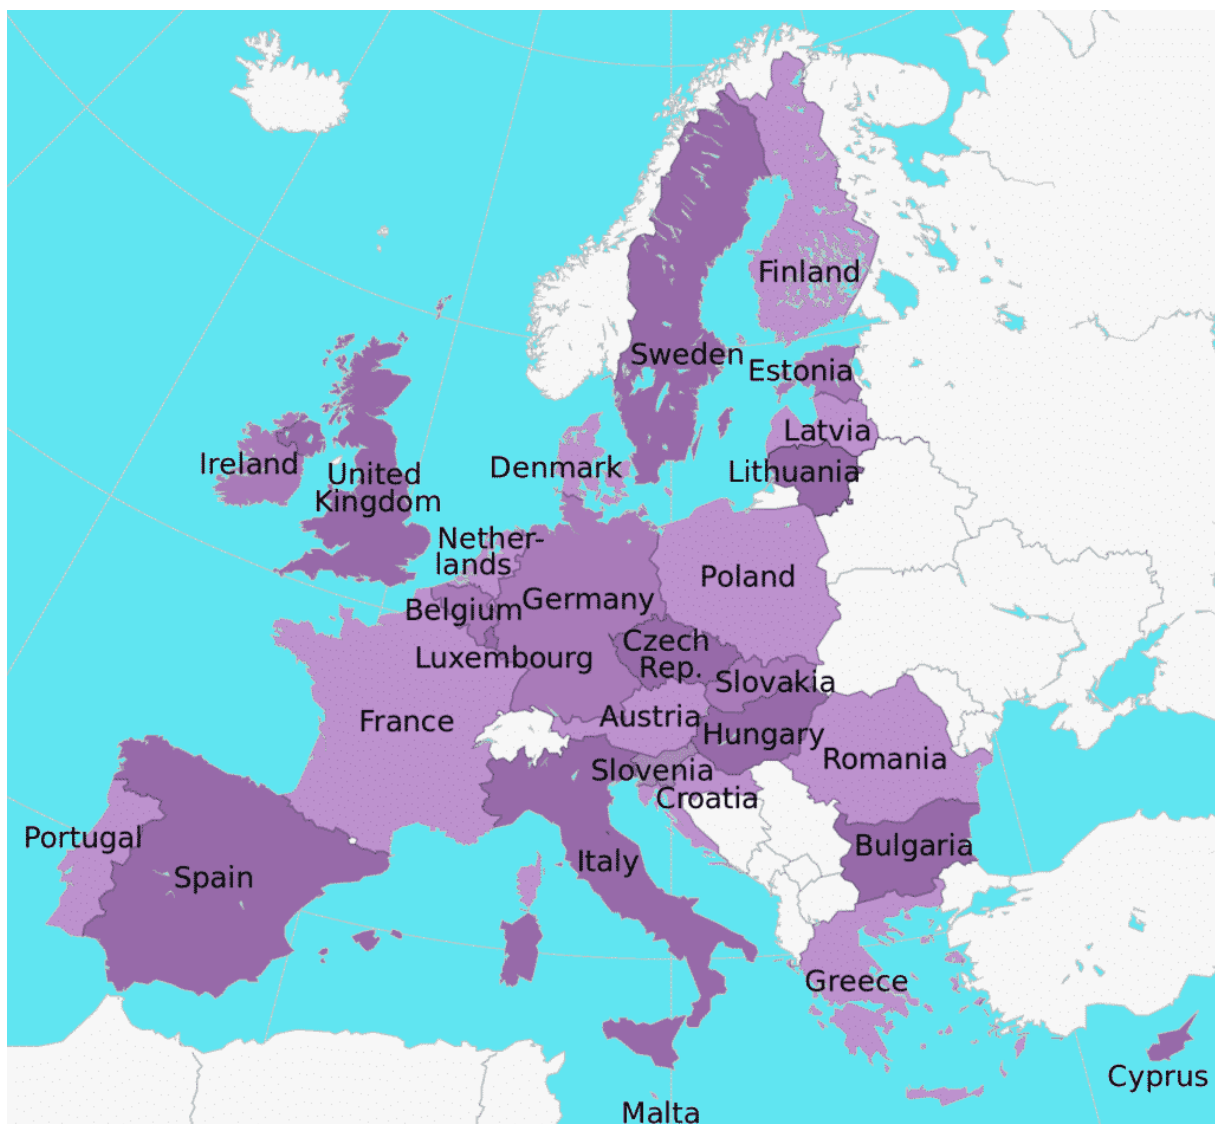 Finland
Sweden
Estonia
Latvia
Lithuania
Denmark
Ireland
United
Kingdom
Nether-
lands
Poland
Belgium
Germany
Czech
Rep.
Luxembourg
Slovakia
France
Austria
Hungary
Romania
Slovenia
Croatia
Portugal
Spain
Italy
Bulgaria
Greece
Cyprus
Malta